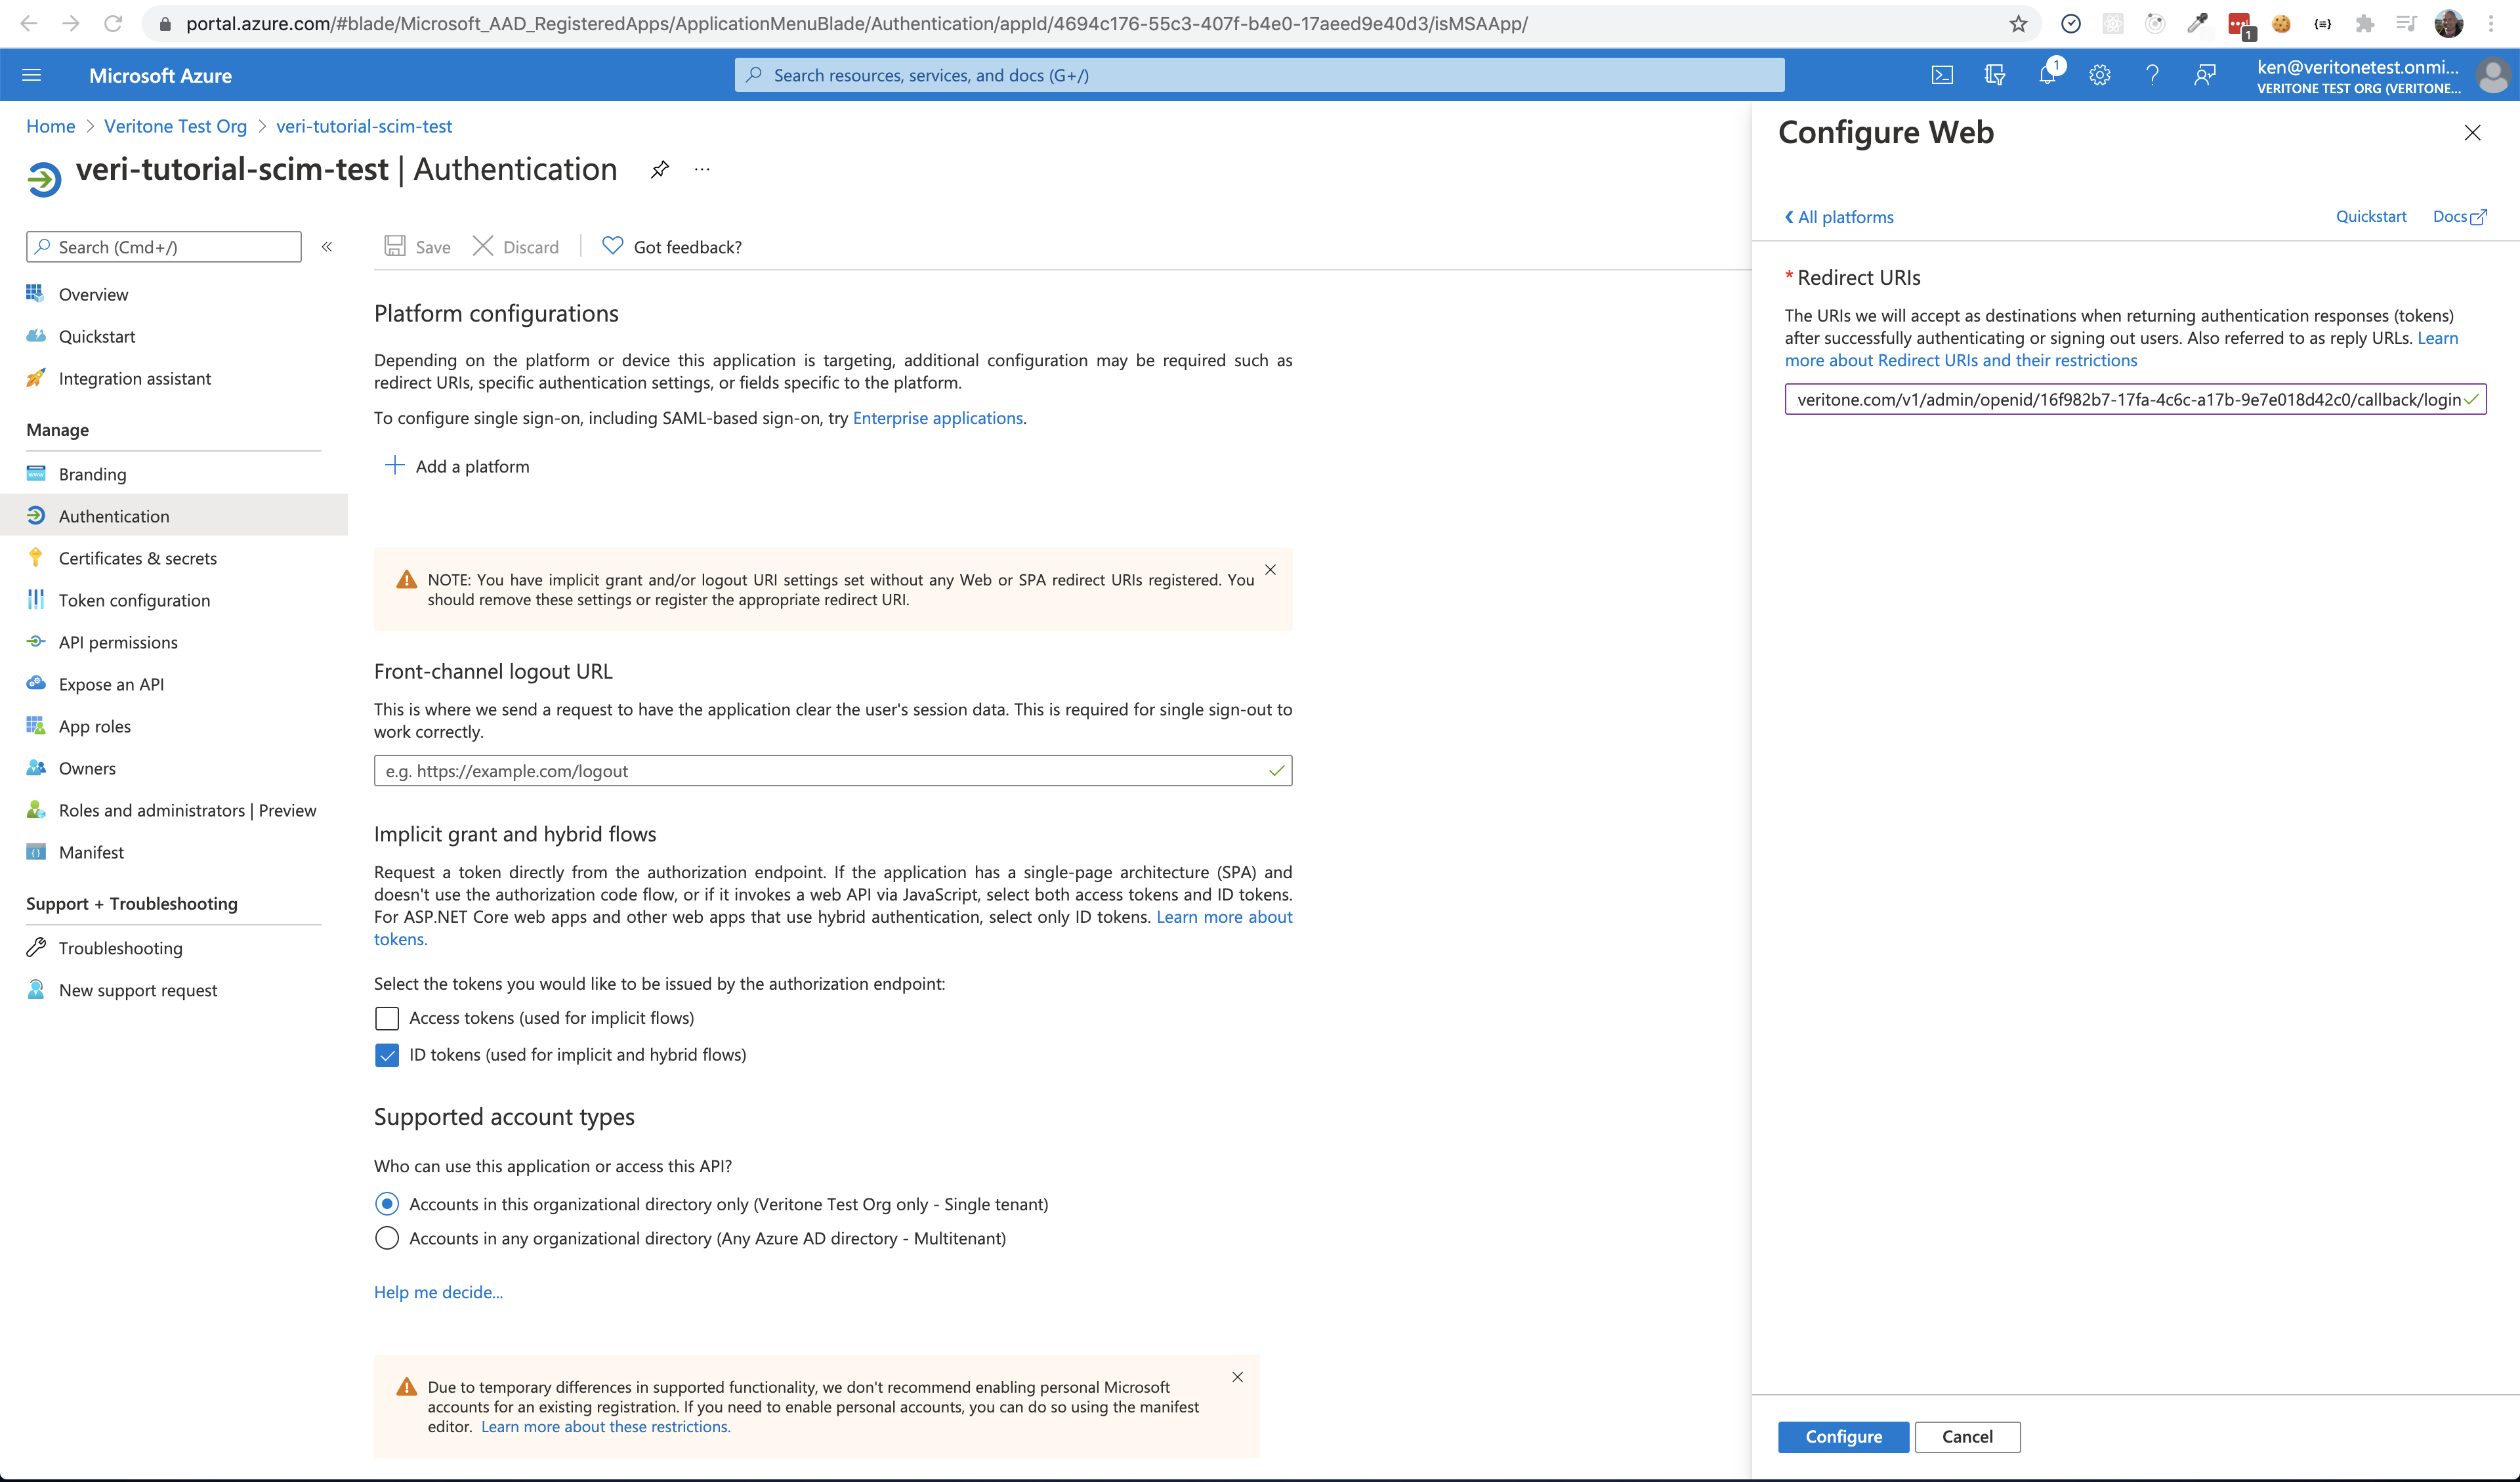 portal.azure.com/#blade/Microsoft_AAD_RegisteredApps/ApplicationMenuBlade/Authentication/appId/4694c176-55c3-407f-b4e0-17aeed9e40d3/isMSAApp/
1
Microsoft Azure
Search resources, services, and docs (G+/)
1
ken@veritonetest.onmi...
VERITONE TEST ORG (VERITONE...
Home > Veritone Test Org > veri-tutorial-scim-test
veri-tutorial-scim-test | Authentication
Search (Cmd+/)
Overview
Quickstart
Integration assistant
Manage
Branding
Authentication
Certificates & secrets
Token configuration
API permissions
Expose an API
App roles
Owners
Roles and administrators | Preview
Manifest
Support + Troubleshooting
Troubleshooting
New support request
Save
Discard
Got feedback?
Platform configurations
Depending on the platform or device this application is targeting, additional configuration may be required such as
redirect URIs, specific authentication settings, or fields specific to the platform.
To configure single sign-on, including SAML-based sign-on, try Enterprise applications.
Add a platform
NOTE: You have implicit grant and/or logout URI settings set without any Web or SPA redirect URIs registered. You
should remove these settings or register the appropriate redirect URI.
Front-channel logout URL
This is where we send a request to have the application clear the user's session data. This is required for single sign-out to
work correctly.
e.g. https://example.com/logout
Implicit grant and hybrid flows
Request a token directly from the authorization endpoint. If the application has a single-page architecture (SPA) and
doesn't use the authorization code flow, or if it invokes a web API via JavaScript, select both access tokens and ID tokens.
For ASP.NET Core web apps and other web apps that use hybrid authentication, select only ID tokens. Learn more about
tokens.
Select the tokens you would like to be issued by the authorization endpoint:
Access tokens (used for implicit flows)
ID tokens (used for implicit and hybrid flows)
Supported account types
Who can use this application or access this API?
Accounts in this organizational directory only (Veritone Test Org only - Single tenant)
Accounts in any organizational directory (Any Azure AD directory - Multitenant)
Help me decide...
Due to temporary differences in supported functionality, we don't recommend enabling personal Microsoft
accounts for an existing registration. If you need to enable personal accounts, you can do so using the manifest
editor. Learn more about these restrictions.
Configure Web
All platforms
Quickstart
Docs
* Redirect URIs
The URIs we will accept as destinations when returning authentication responses (tokens)
after successfully authenticating or signing out users. Also referred to as reply URLs. Learn
more about Redirect URIs and their restrictions
veritone.com/v1/admin/openid/16f982b7-17fa-4c6c-a17b-9e7e018d42c0/callback/login
Configure
Cancel